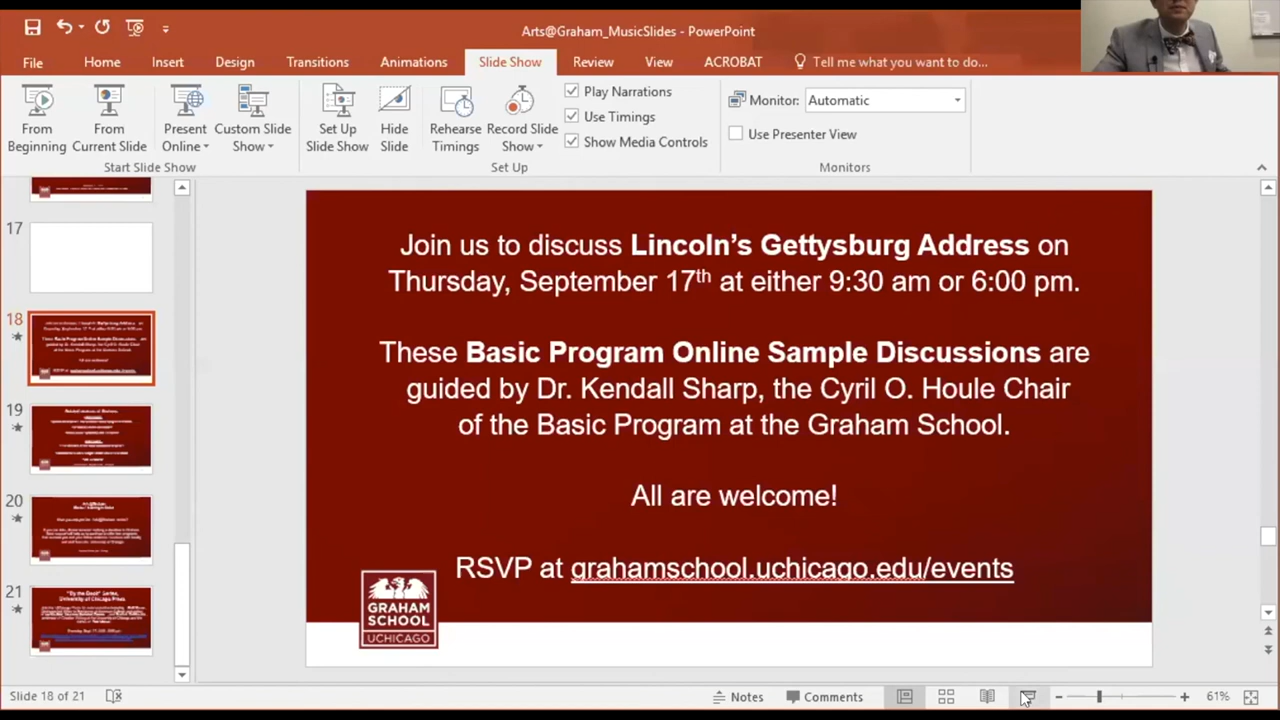 Arts@Graham_MusicSlides - PowerPoint
File Home Insert Design Transitions Animations Slide Show Review View ACROBAT Tell me what you want to do...
From Beginning
From Current Slide
Present Online
Custom Slide Show
Start Slide Show
Set Up Slide Show
Hide Slide
Rehearse Timings
Record Slide Show
Play Narrations
Use Timings
Show Media Controls
Set Up
Monitor: Automatic
Use Presenter View
Monitors
17
18
19
20
21
Join us to discuss Lincoln's Gettysburg Address on
Thursday, September 17th at either 9:30 am or 6:00 pm.
These Basic Program Online Sample Discussions are
guided by Dr. Kendall Sharp, the Cyril O. Houle Chair
of the Basic Program at the Graham School.
All are welcome!
RSVP at grahamschool.uchicago.edu/events
GRAHAM
SCHOOL
UCHICAGO
Slide 18 of 21 Notes Comments 61%